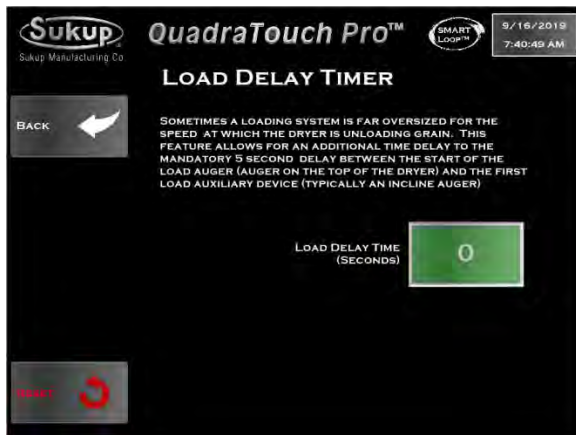 Sukup
Sukup Manufacturing Co
QuadraTouch Pro™
SMART
LOOP™
9/16/2019
7:40:49 AM
LOAD DELAY TIMER
BACK
SOMETIMES A LOADING SYSTEM IS FAR OVERSIZED FOR THE
SPEED AT WHICH THE DRYER IS UNLOADING GRAIN. THIS
FEATURE ALLOWS FOR AN ADDITIONAL TIME DELAY TO THE
MANDATORY 5 SECOND DELAY BETWEEN THE START OF THE
LOAD AUGER (AUGER ON THE TOP OF THE DRYER) AND THE FIRST
LOAD AUXILIARY DEVICE (TYPICALLY AN INCLINE AUGER)
LOAD DELAY TIME
(SECONDS)
0
RESET